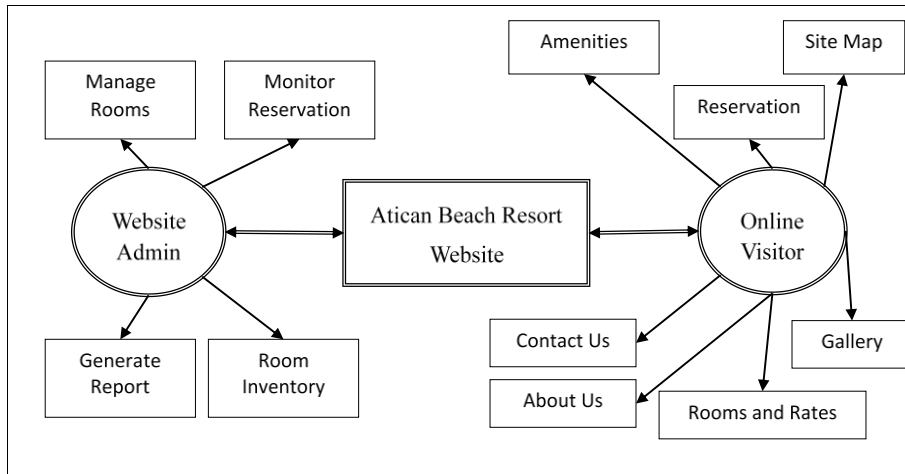 Amenities
Site Map
Manage
Rooms
Monitor
Reservation
Reservation
Website
Admin
Atican Beach Resort
Website
Online
Visitor
Contact Us
Gallery
Generate
Report
Room
Inventory
About Us
Rooms and Rates